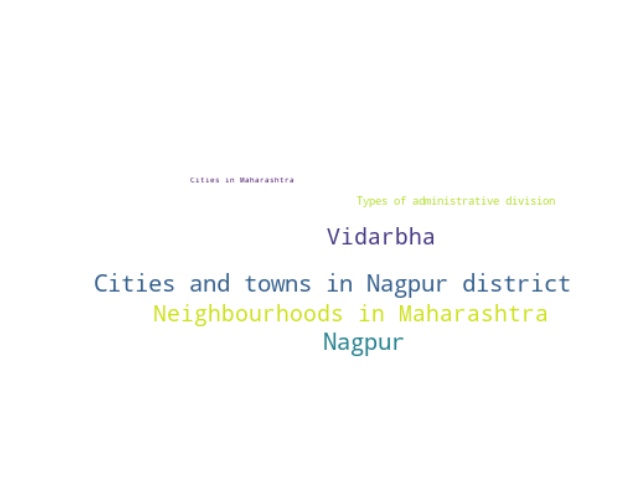 Cities in Maharashtra
Types of administrative division
Vidarbha
Cities and towns in Nagpur district
Neighbourhoods in Maharashtra
Nagpur